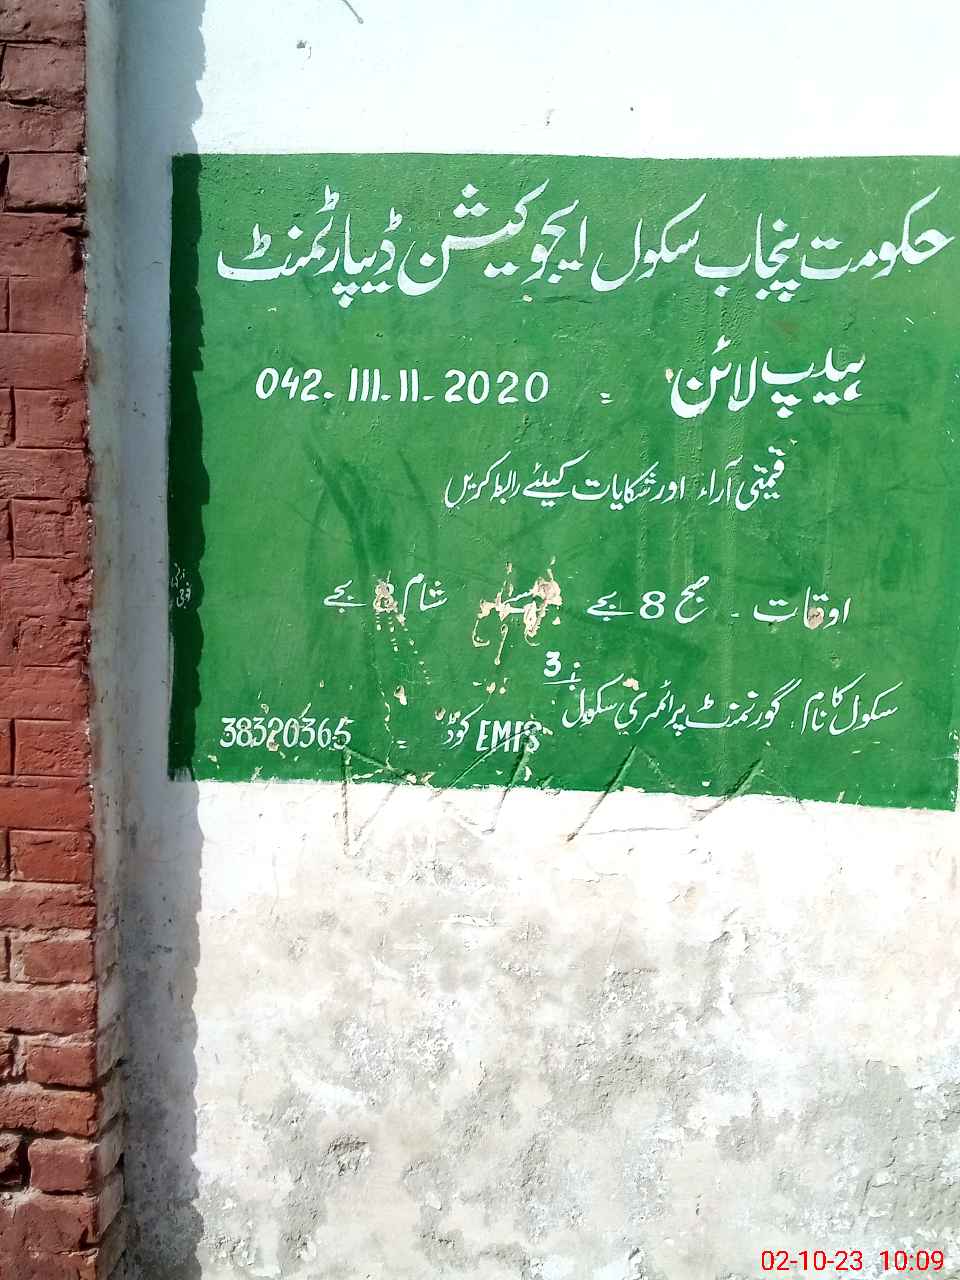 حکومت پنجاب سکول ایجوکیشن ڈیپارٹمنٹ
ہیلپ لائن = 042-111-11-2020
قیمتی آراء اور شکایات کیلئے رابطہ کریں
اوقات - صبح 8 بجے سے شام 8 بجے
سکول کا نام گورنمنٹ پرائمری سکول نمبر 3
EMIS کوڈ = 38320365
02-10-23 10:09